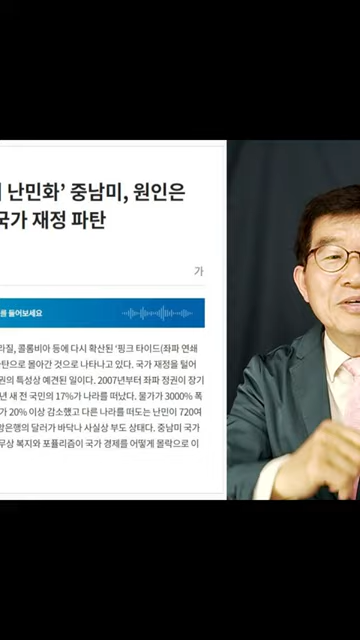 난민화’ 중남미, 원인은
국가 재정 파탄
가
를 들어보세요
라질, 콜롬비아 등에 다시 확산된 ‘핑크 타이드(좌파 연쇄
탄으로 몰아간 것으로 나타나고 있다. 국가 재정을 털어
권의 특성상 예견된 일이다. 2007년부터 좌파 정권이 장기
년 새 전 국민의 17%가 나라를 떠났다. 물가가 3000% 폭
가 20% 이상 감소했고 다른 나라를 떠도는 난민이 720여
앙은행의 달러가 바닥나 사실상 부도 상태다. 중남미 국가
무상 복지와 포퓰리즘이 국가 경제를 어떻게 몰락으로 이